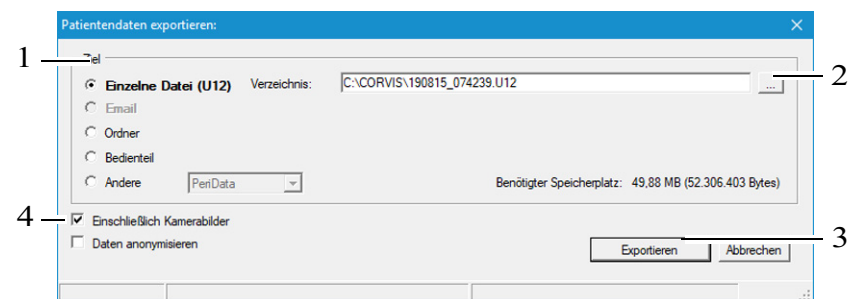 Patientendaten exportieren:
1
Ziel
Einzelne Datei (U12) Verzeichnis: C:\CORVIS\190815_074239.U12 ...
2
Email
Ordner
Bedienteil
Andere PeriData Benötigter Speicherplatz: 49,88 MB (52.306.403 Bytes)
4
Einschließlich Kamerabilder
Daten anonymisieren
Exportieren Abbrechen
3